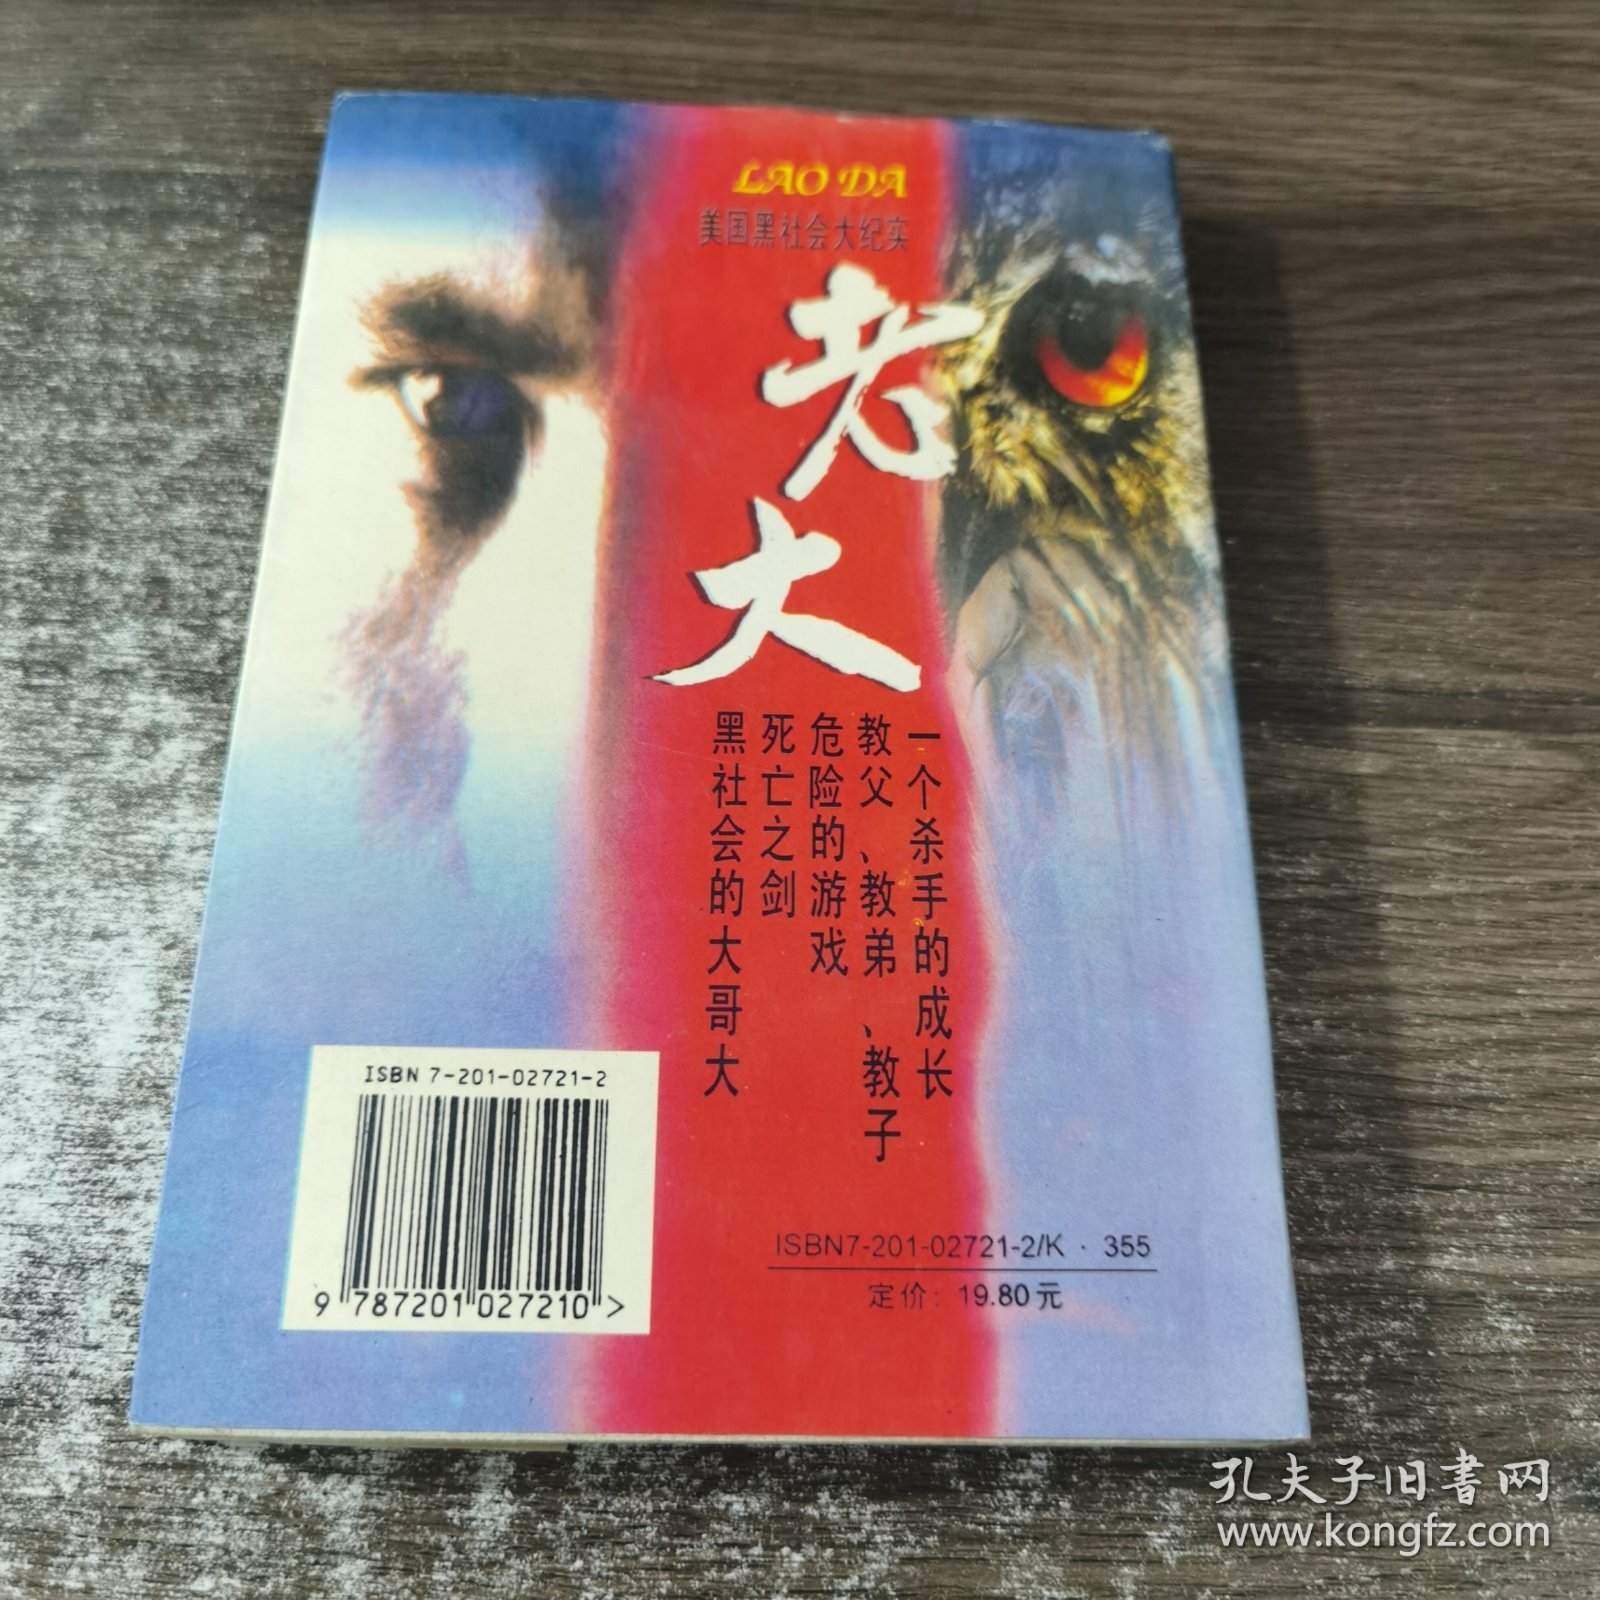 LAO DA
美国黑社会大纪实
老大
一个杀手的成长
教父、教弟、教子
危险的游戏
死亡之剑
黑社会的大哥大
ISBN 7-201-02721-2
9 787201 027210 >
ISBN7-201-02721-2/K · 355
定价: 19.80元
孔夫子旧書网
www.kongfz.com